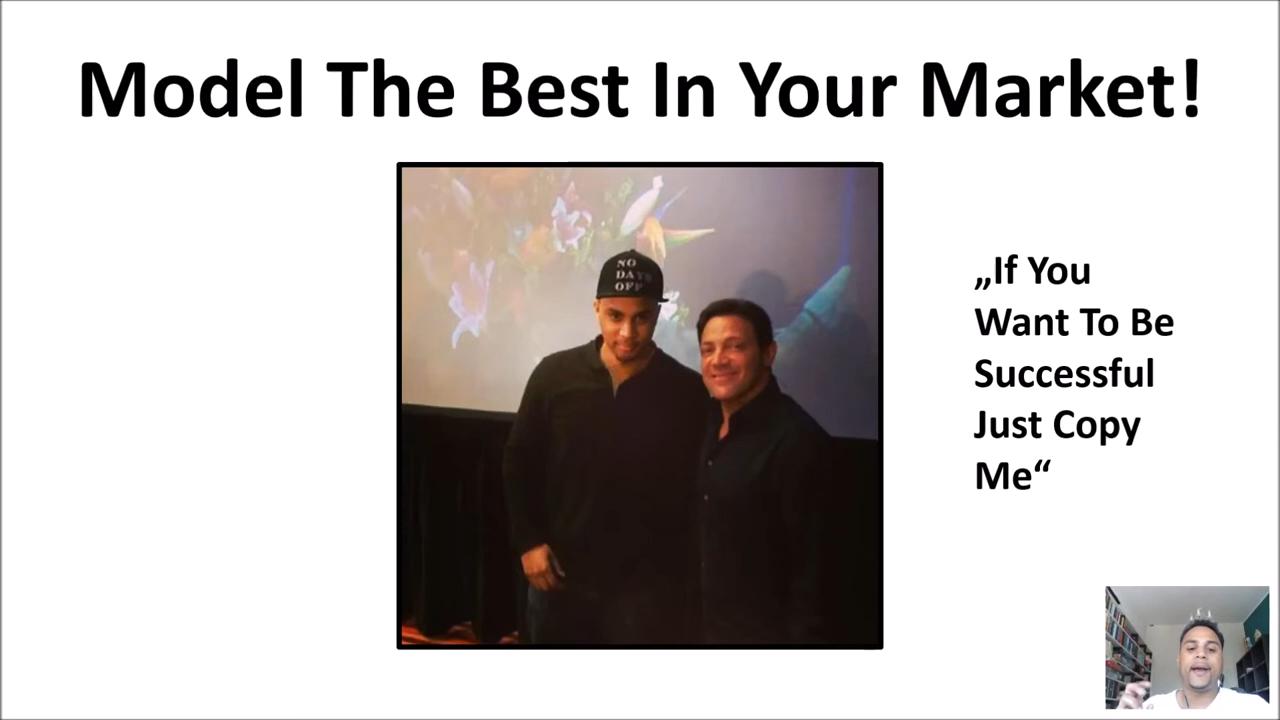 Model The Best In Your Market!
NO
DAYS
OFF
„If You
Want To Be
Successful
Just Copy
Me“